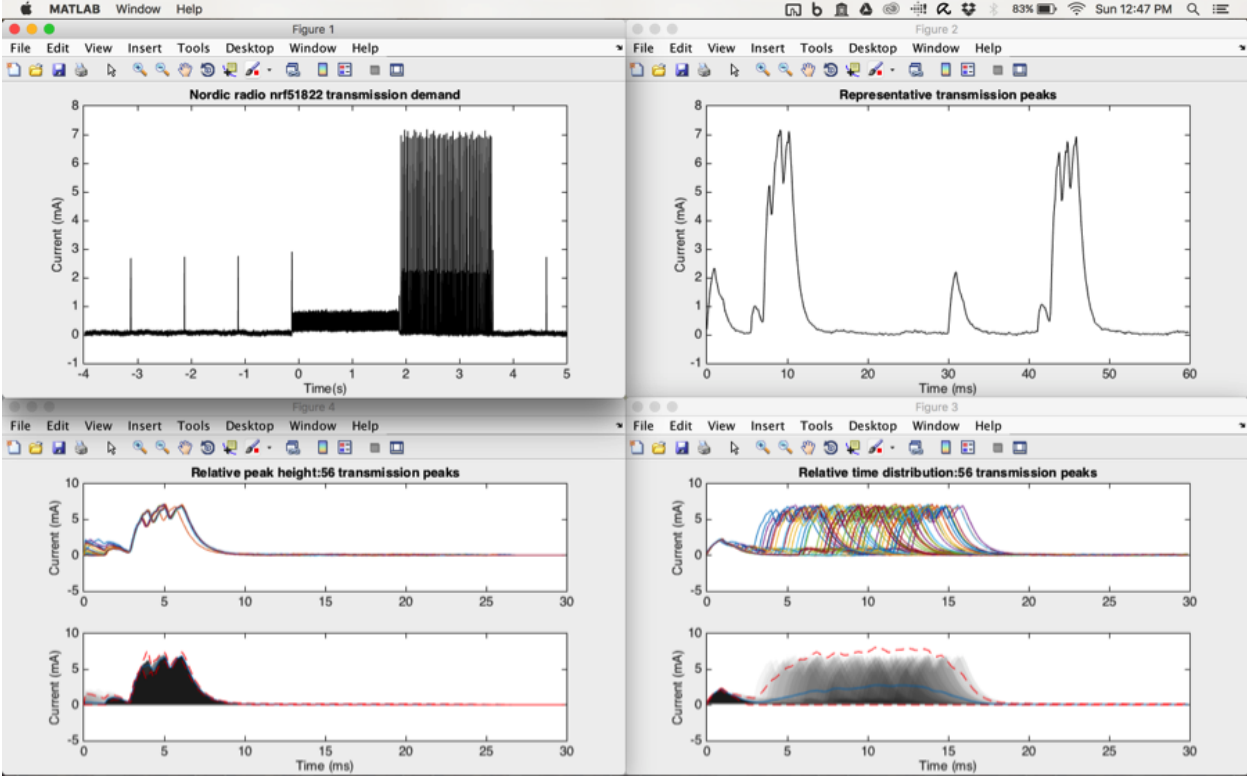 MATLAB Window Help 83% Sun 12:47 PM
Figure 1
File Edit View Insert Tools Desktop Window Help
Nordic radio nrf51822 transmission demand
Current (mA)
8
7
6
5
4
3
2
1
0
-1
-4 -3 -2 -1 0 1 2 3 4 5
Time(s)
Figure 2
File Edit View Insert Tools Desktop Window Help
Representative transmission peaks
Current (mA)
8
7
6
5
4
3
2
1
0
-1
0 10 20 30 40 50 60
Time (ms)
Figure 4
File Edit View Insert Tools Desktop Window Help
Relative peak height:56 transmission peaks
Current (mA)
10
5
0
-5
0 5 10 15 20 25 30
Current (mA)
10
5
0
-5
0 5 10 15 20 25 30
Time (ms)
Figure 3
File Edit View Insert Tools Desktop Window Help
Relative time distribution:56 transmission peaks
Current (mA)
10
5
0
-5
0 5 10 15 20 25 30
Current (mA)
10
5
0
-5
0 5 10 15 20 25 30
Time (ms)